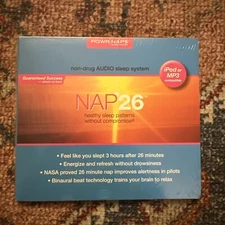 POWER NAPS
non-drug AUDIO sleep system
Guaranteed Success
iPod or
MP3
compatible
NAP26
healthy sleep patterns
without compromise
• Feel like you slept 3 hours after 26 minutes
• Energize and refresh without drowsiness
• NASA proved 26 minute nap improves alertness in pilots
• Binaural beat technology trains your brain to relax